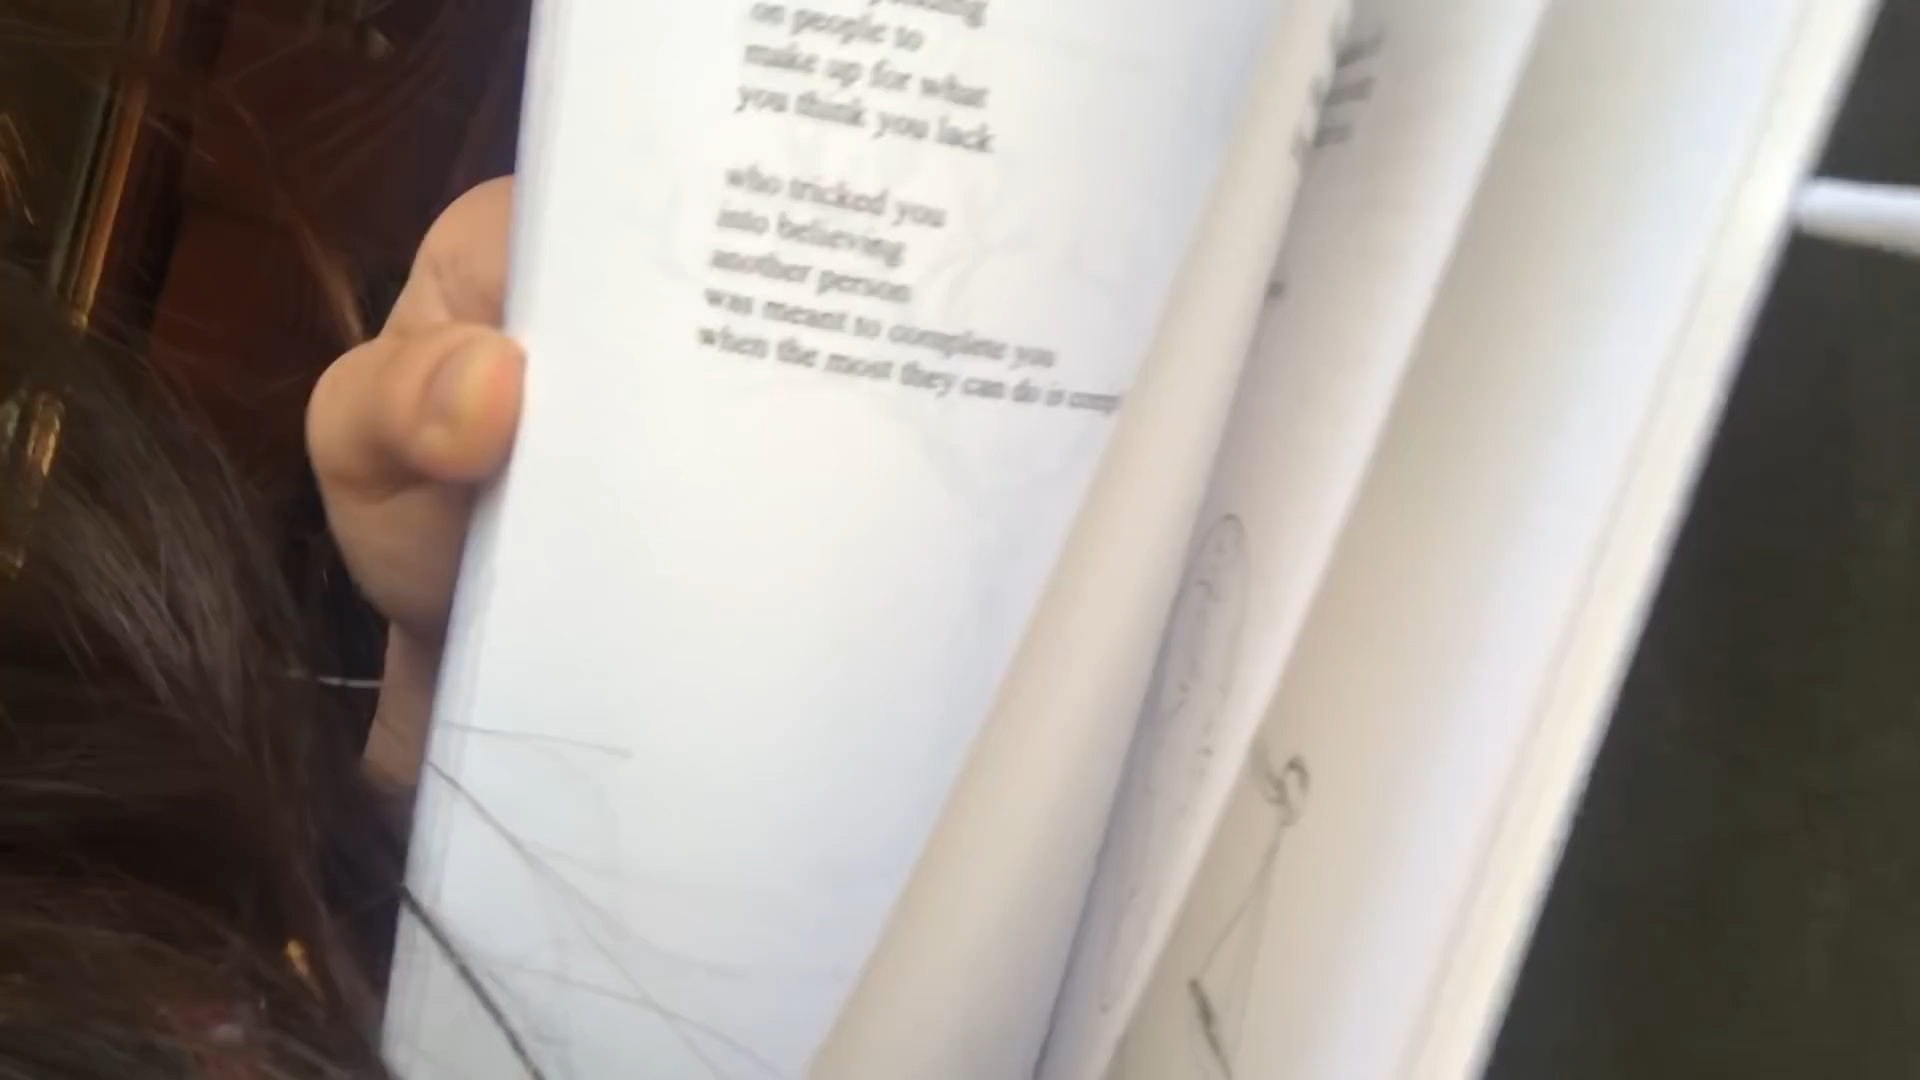 on people to
make up for what
you think you lack
who tricked you
into believing
another person
was meant to complete you
when the most they can do is